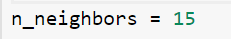 n_neighbors = 15